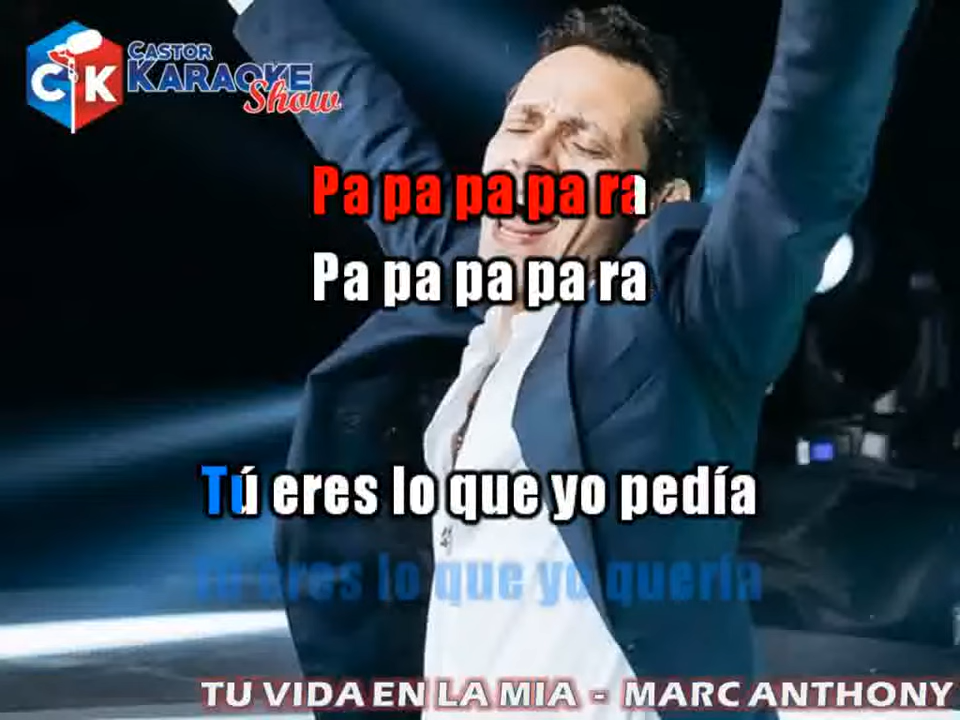 CK CASTOR
KARAOKE
Show
Pa pa pa pa ra
Pa pa pa pa ra
Tú eres lo que yo pedía
Tú eres lo que yo quería
TU VIDA EN LA MIA - MARC ANTHONY